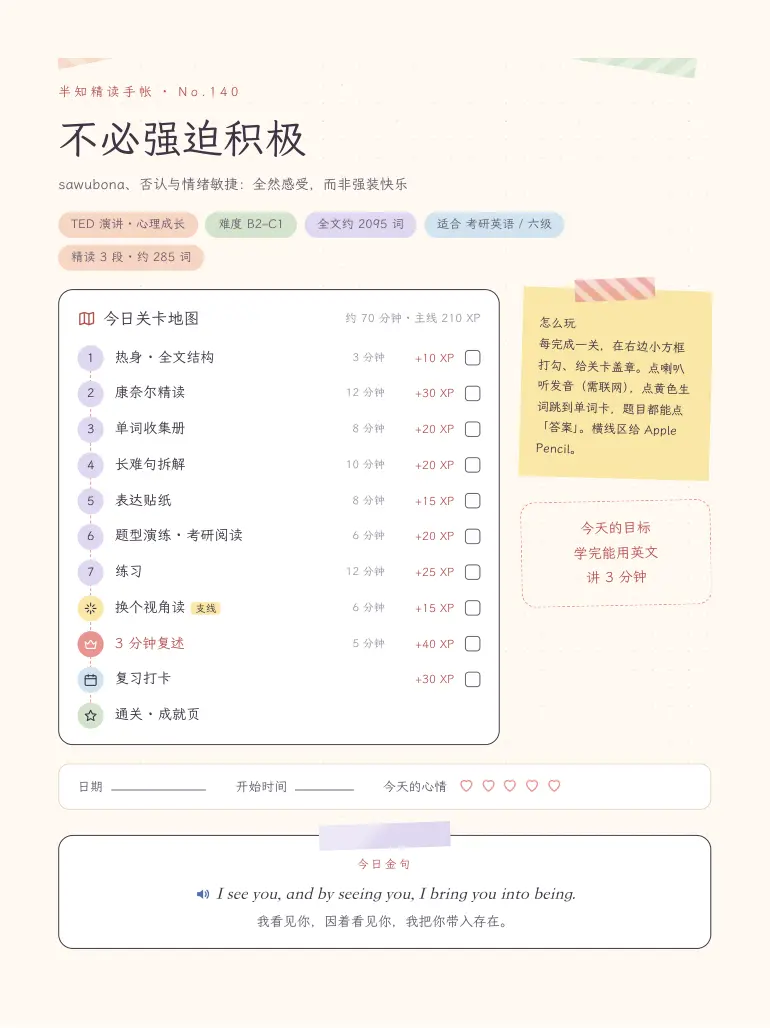 半知精读手帐 · No.140
不必强迫积极
sawubona、否认与情绪敏捷：全然感受，而非强装快乐
TED 演讲·心理成长
难度 B2–C1
全文约 2095 词
适合 考研英语 / 六级
精读 3 段·约 285 词
今日关卡地图
约 70 分钟·主线 210 XP
1 热身·全文结构 3 分钟 +10 XP
2 康奈尔精读 12 分钟 +30 XP
3 单词收集册 8 分钟 +20 XP
4 长难句拆解 10 分钟 +20 XP
5 表达贴纸 8 分钟 +15 XP
6 题型演练·考研阅读 6 分钟 +20 XP
7 练习 12 分钟 +25 XP
换个视角读 支线 6 分钟 +15 XP
3 分钟复述 5 分钟 +40 XP
复习打卡 +30 XP
通关·成就页
怎么玩
每完成一关，在右边小方框
打勾、给关卡盖章。点喇叭
听发音（需联网），点黄色生
词跳到单词卡，题目都能点
「答案」。横线区给 Apple
Pencil。
今天的目标
学完能用英文
讲 3 分钟
日期
开始时间
今天的心情
今日金句
I see you, and by seeing you, I bring you into being.
我看见你，因着看见你，我把你带入存在。